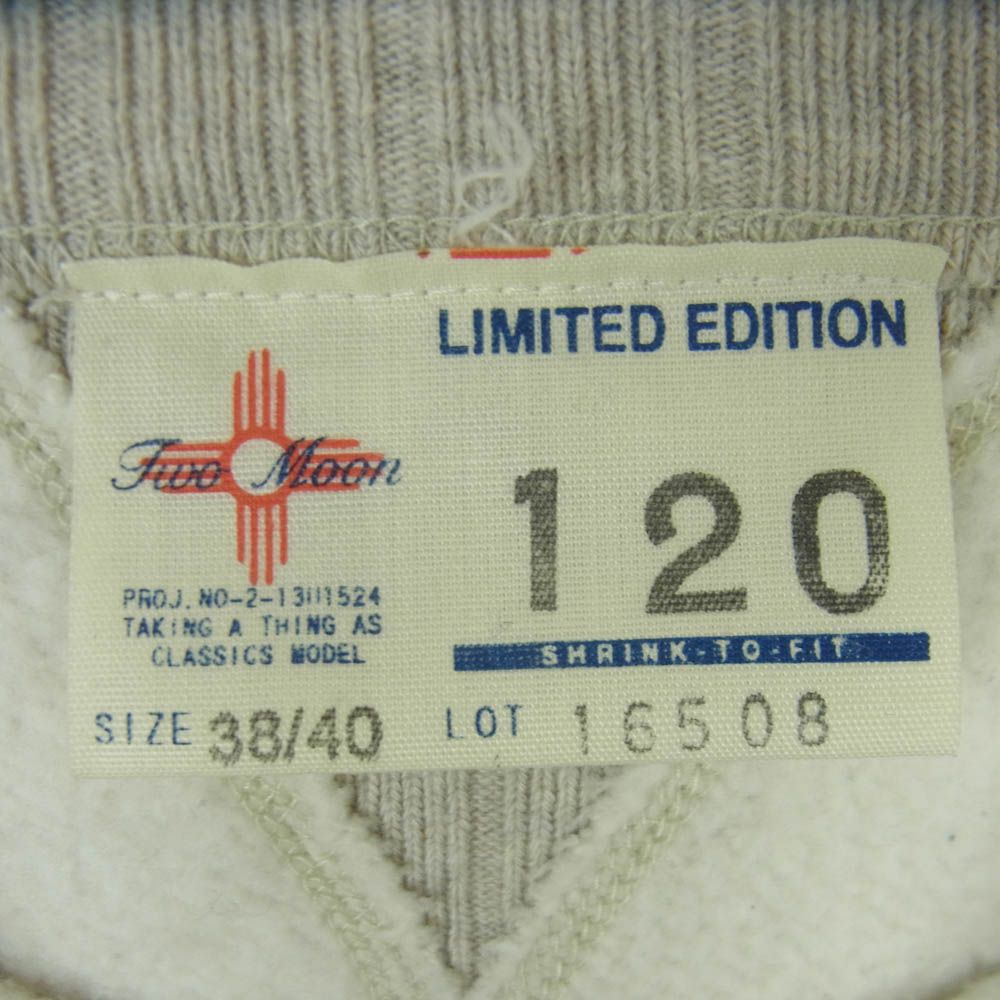 LIMITED EDITION
Two Moon
120
PROJ.NO-2-13111524
TAKING A THING AS
CLASSICS MODEL
SHRINK-TO-FIT
SIZE 38/40
LOT 16508